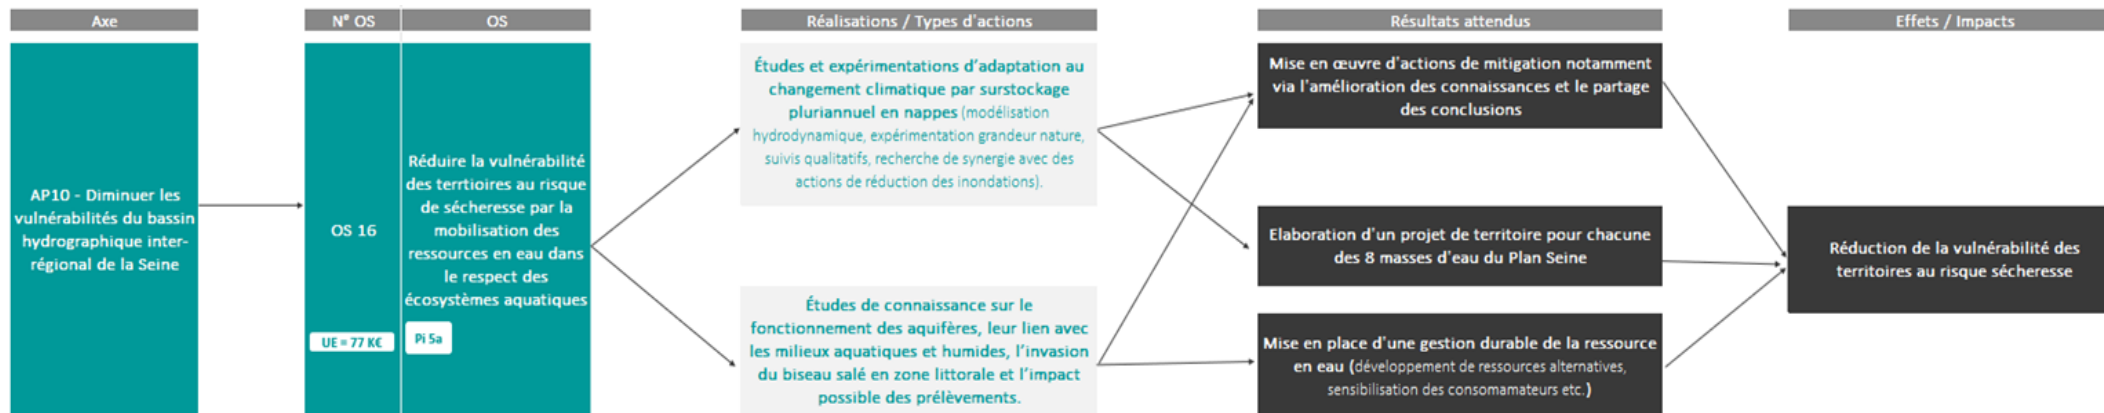 Axe
N° OS
OS
Réalisations / Types d'actions
Résultats attendus
Effets / Impacts
AP10 - Diminuer les
vulnérabilités du bassin
hydrographique inter-
régional de la Seine
OS 16
UE = 77 K€
Réduire la vulnérabilité
des terrtioires au risque
de sécheresse par la
mobilisation des
ressources en eau dans
le respect des
écosystèmes aquatiques
Pi 5a
Études et expérimentations d'adaptation au
changement climatique par surstockage
pluriannuel en nappes (modélisation
hydrodynamique, expérimentation grandeur nature,
suivis qualitatifs, recherche de synergie avec des
actions de réduction des inondations).
Études de connaissance sur le
fonctionnement des aquifères, leur lien avec
les milieux aquatiques et humides, l'invasion
du biseau salé en zone littorale et l'impact
possible des prélèvements.
Mise en œuvre d'actions de mitigation notamment
via l'amélioration des connaissances et le partage
des conclusions
Elaboration d'un projet de territoire pour chacune
des 8 masses d'eau du Plan Seine
Mise en place d'une gestion durable de la ressource
en eau (développement de ressources alternatives,
sensibilisation des consomamateurs etc.)
Réduction de la vulnérabilité des
territoires au risque sécheresse